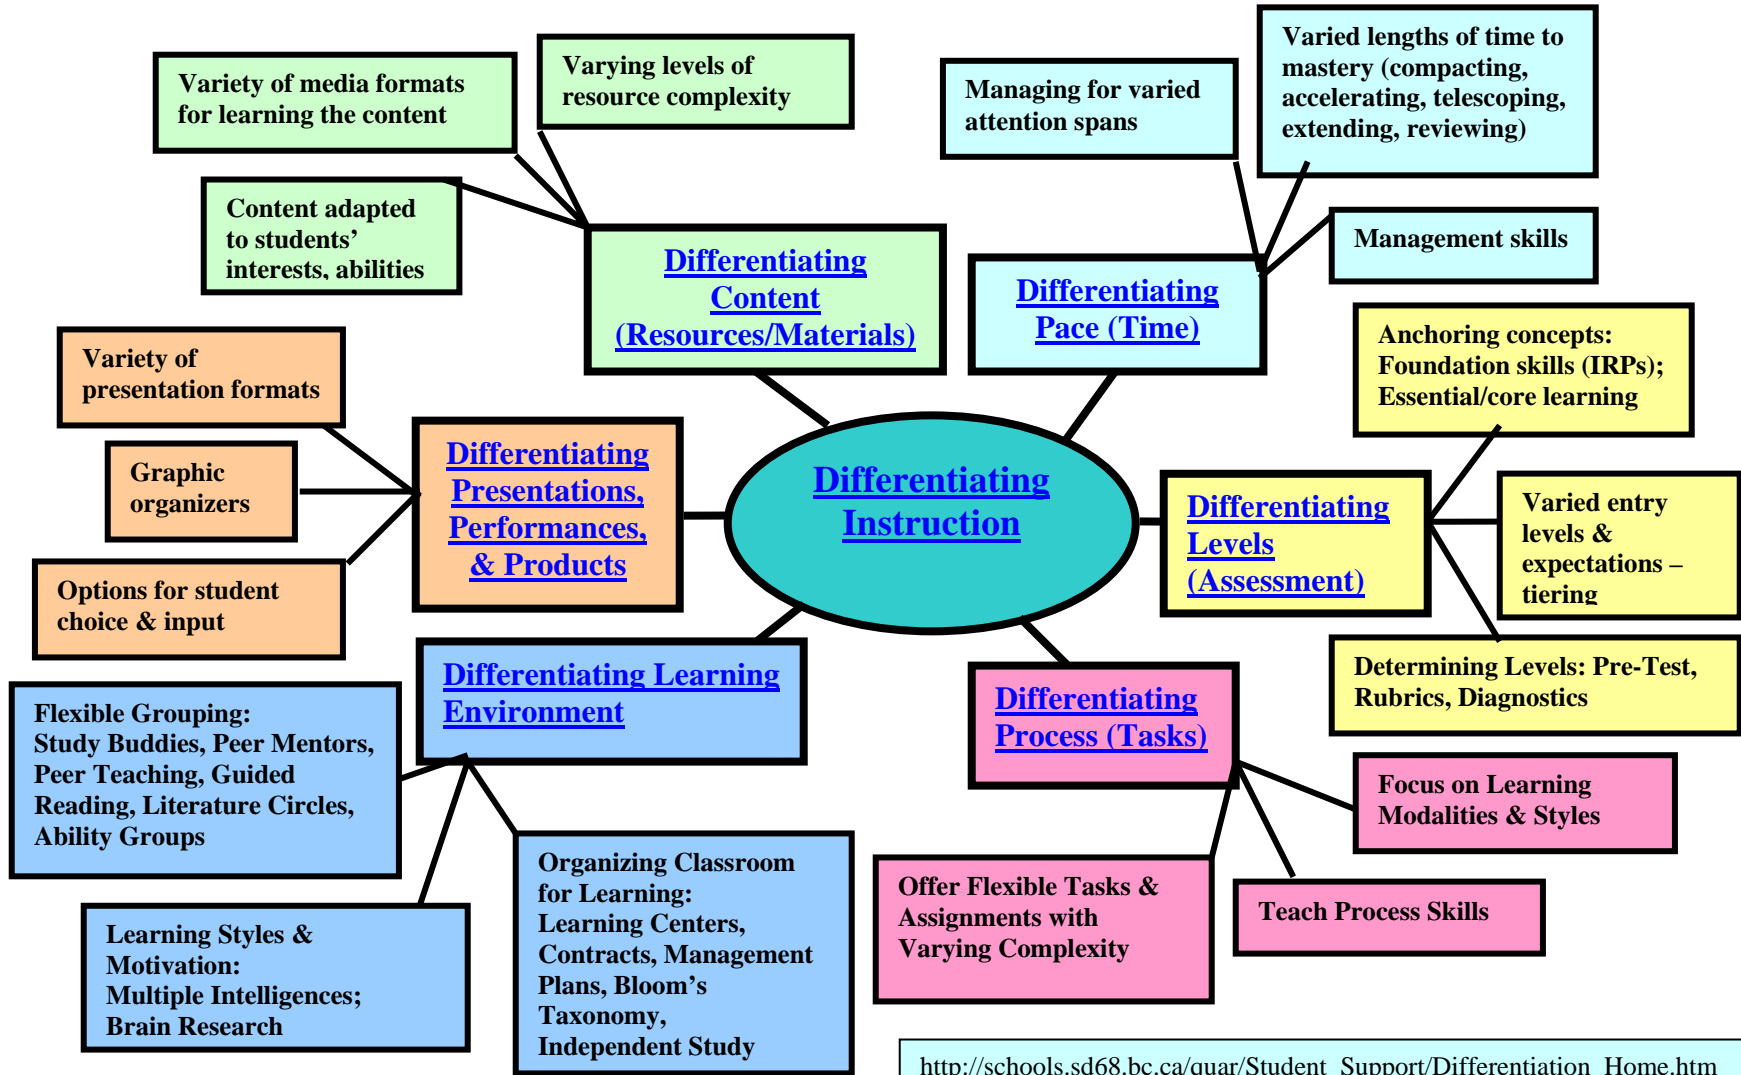 Variety of media formats
for learning the content
Varying levels of
resource complexity
Content adapted
to students’
interests, abilities
Differentiating
Content
(Resources/Materials)
Managing for varied
attention spans
Varied lengths of time to
mastery (compacting,
accelerating, telescoping,
extending, reviewing)
Management skills
Differentiating
Pace (Time)
Variety of
presentation formats
Graphic
organizers
Options for student
choice & input
Differentiating
Presentations,
Performances,
& Products
Differentiating
Instruction
Differentiating
Levels
(Assessment)
Anchoring concepts:
Foundation skills (IRPs);
Essential/core learning
Varied entry
levels &
expectations –
tiering
Determining Levels: Pre-Test,
Rubrics, Diagnostics
Differentiating Learning
Environment
Flexible Grouping:
Study Buddies, Peer Mentors,
Peer Teaching, Guided
Reading, Literature Circles,
Ability Groups
Learning Styles &
Motivation:
Multiple Intelligences;
Brain Research
Organizing Classroom
for Learning:
Learning Centers,
Contracts, Management
Plans, Bloom’s
Taxonomy,
Independent Study
Differentiating
Process (Tasks)
Focus on Learning
Modalities & Styles
Teach Process Skills
Offer Flexible Tasks &
Assignments with
Varying Complexity
http://schools.sd68.bc.ca/quar/Student_Support/Differentiation_Home.htm